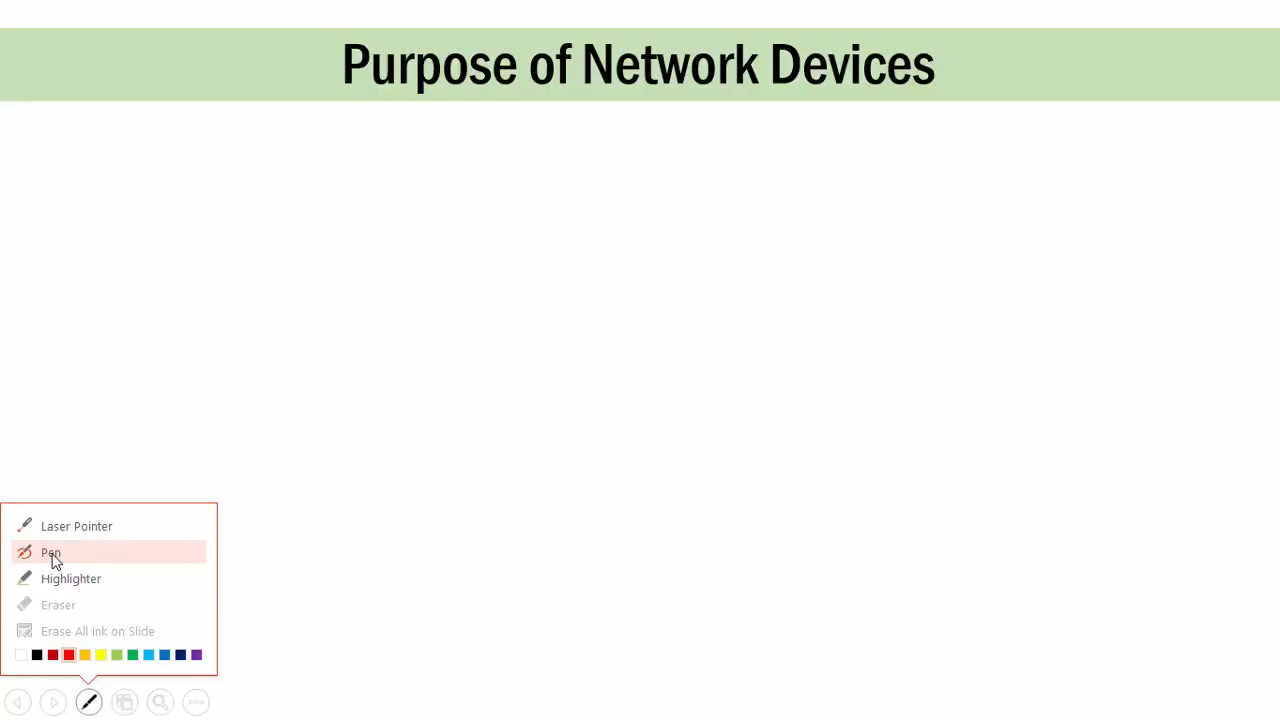 Purpose of Network Devices
Laser Pointer
Pen
Highlighter
Eraser
Erase All Ink on Slide